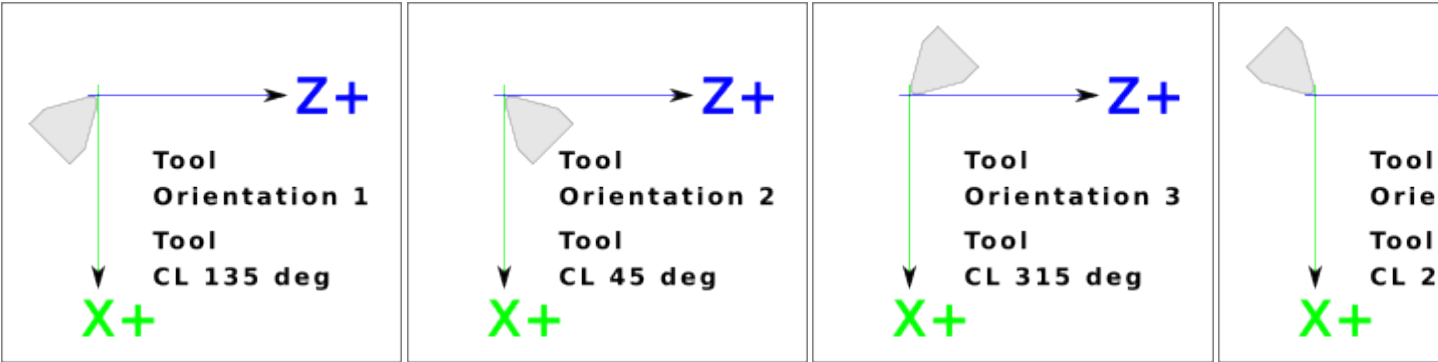 Z+
Tool
Orientation 1
Tool
CL 135 deg
X+
Z+
Tool
Orientation 2
Tool
CL 45 deg
X+
Z+
Tool
Orientation 3
Tool
CL 315 deg
X+
Tool
Tool
CL
X+